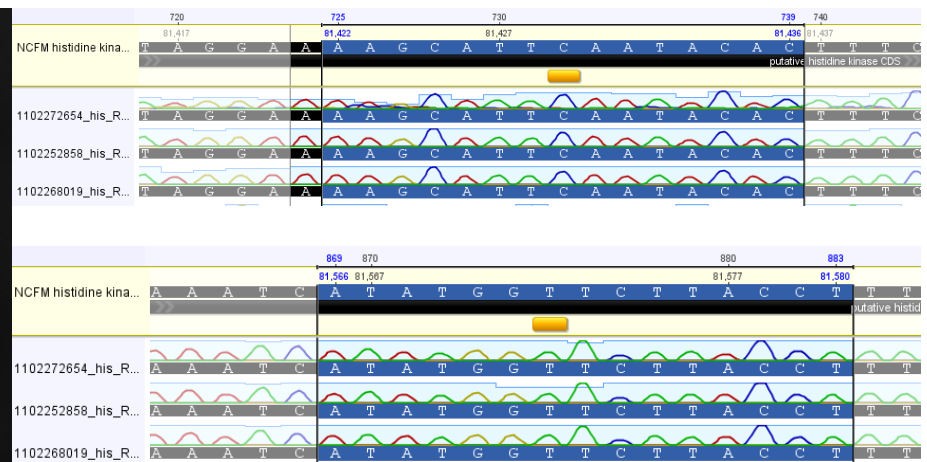 720 725 730 739 740
81,417 81,422 81,427 81,436 81,437
NCFM histidine kina... T A G G A A A A G C A T T C A A T A C A C T T T C
putative histidine kinase CDS
1102272654_his_R... T A G G A A A A G C A T T C A A T A C A C T T T C
1102252858_his_R... T A G G A A A A G C A T T C A A T A C A C T T T C
1102268019_his_R... T A G G A A A A G C A T T C A A T A C A C T T T C
869 870 880 883
81,566 81,567 81,577 81,580
NCFM histidine kina... A A A T C A T A T G G T T C T T A C C T T T
putative histid
1102272654_his_R... A A A T C A T A T G G T T C T T A C C T T T
1102252858_his_R... A A A T C A T A T G G T T C T T A C C T T T
1102268019_his_R... A A A T C A T A T G G T T C T T A C C T T T